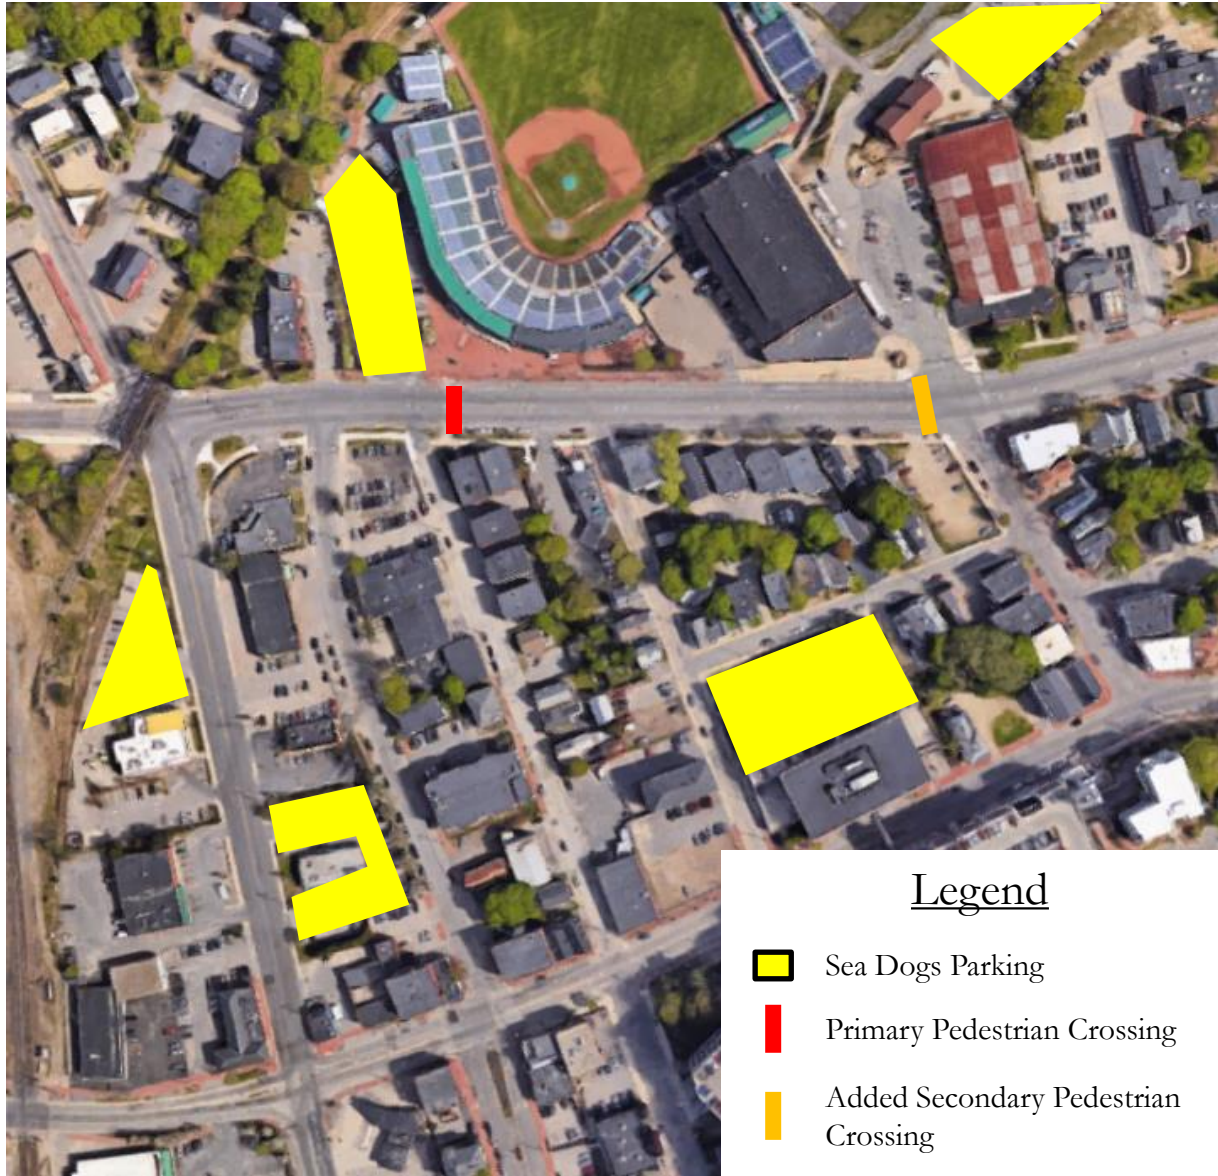 Legend
Sea Dogs Parking
Primary Pedestrian Crossing
Added Secondary Pedestrian
Crossing